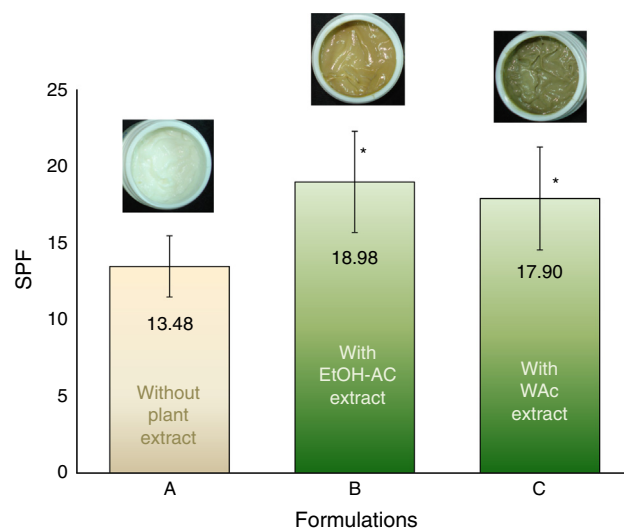 25
20
15
10
5
0
SPF
13.48
Without
plant
extract
*
18.98
With
EtOH-AC
extract
*
17.90
With
WAc
extract
A
B
C
Formulations